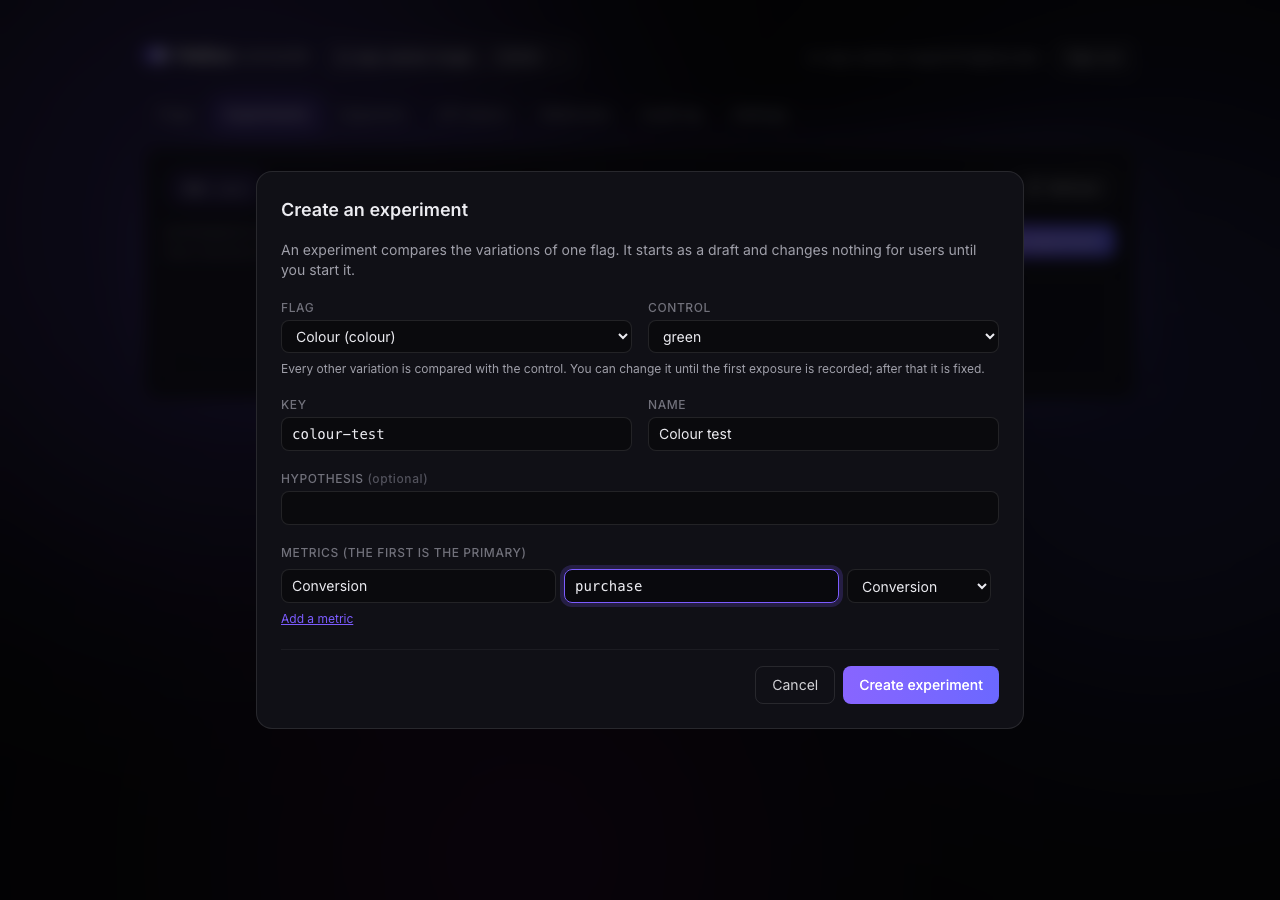 Create an experiment
An experiment compares the variations of one flag. It starts as a draft and changes nothing for users until
you start it.
FLAG
CONTROL
Colour (colour)
green
Every other variation is compared with the control. You can change it until the first exposure is recorded; after that it is fixed.
KEY
NAME
colour-test
Colour test
HYPOTHESIS (optional)
METRICS (THE FIRST IS THE PRIMARY)
Conversion
purchase
Conversion
Add a metric
Cancel
Create experiment